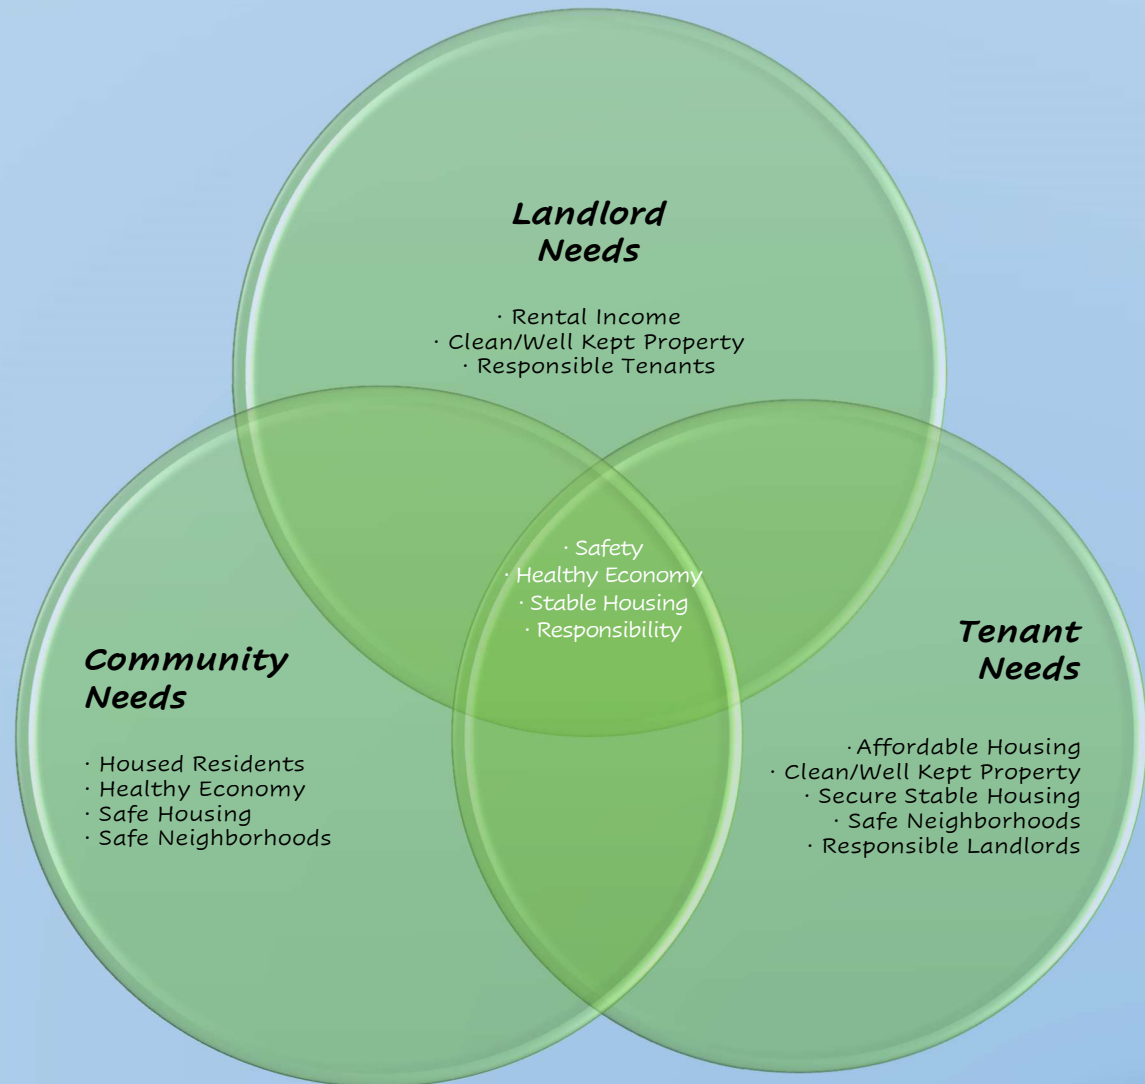 Landlord
Needs
· Rental Income
· Clean/Well Kept Property
· Responsible Tenants
· Safety
· Healthy Economy
· Stable Housing
· Responsibility
Community
Needs
· Housed Residents
· Healthy Economy
· Safe Housing
· Safe Neighborhoods
Tenant
Needs
· Affordable Housing
· Clean/Well Kept Property
· Secure Stable Housing
· Safe Neighborhoods
· Responsible Landlords